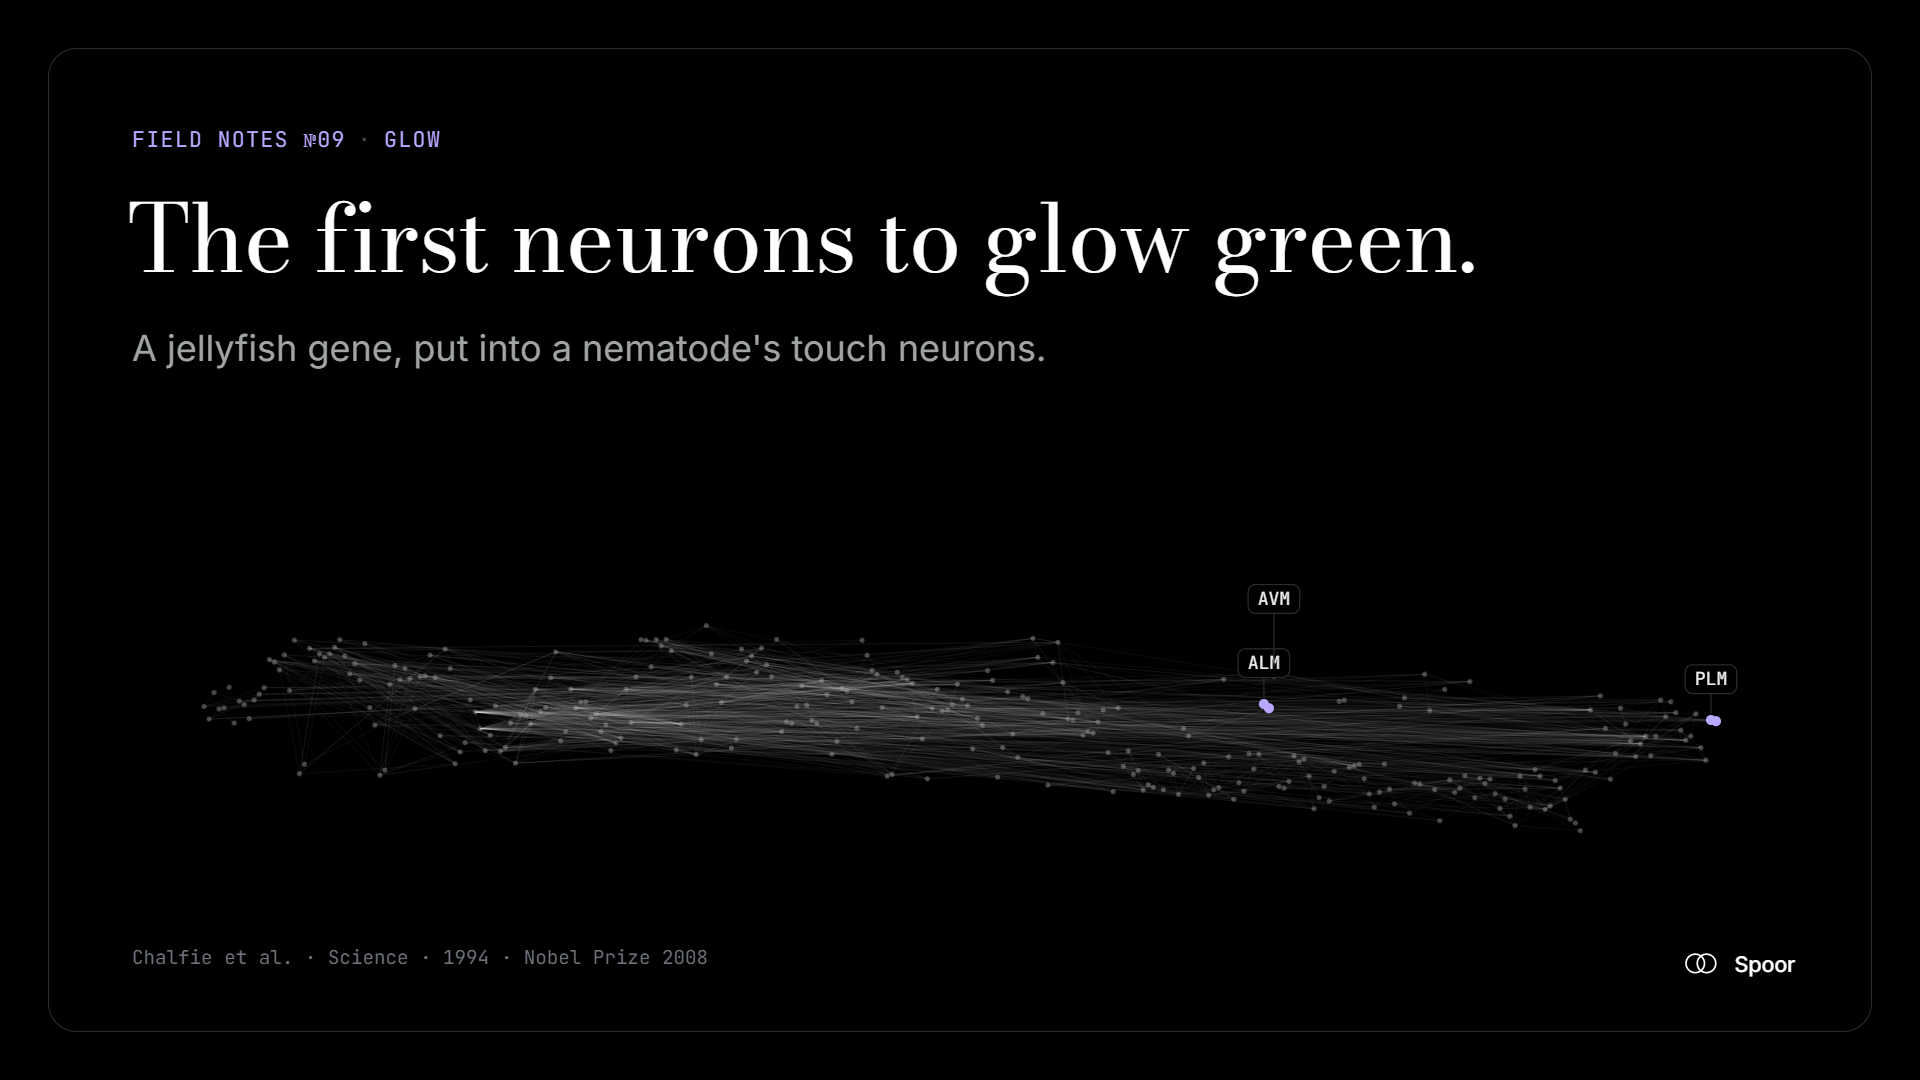 FIELD NOTES №09 · GLOW
The first neurons to glow green.
A jellyfish gene, put into a nematode's touch neurons.
AVM
ALM
PLM
Chalfie et al. · Science · 1994 · Nobel Prize 2008
Spoor